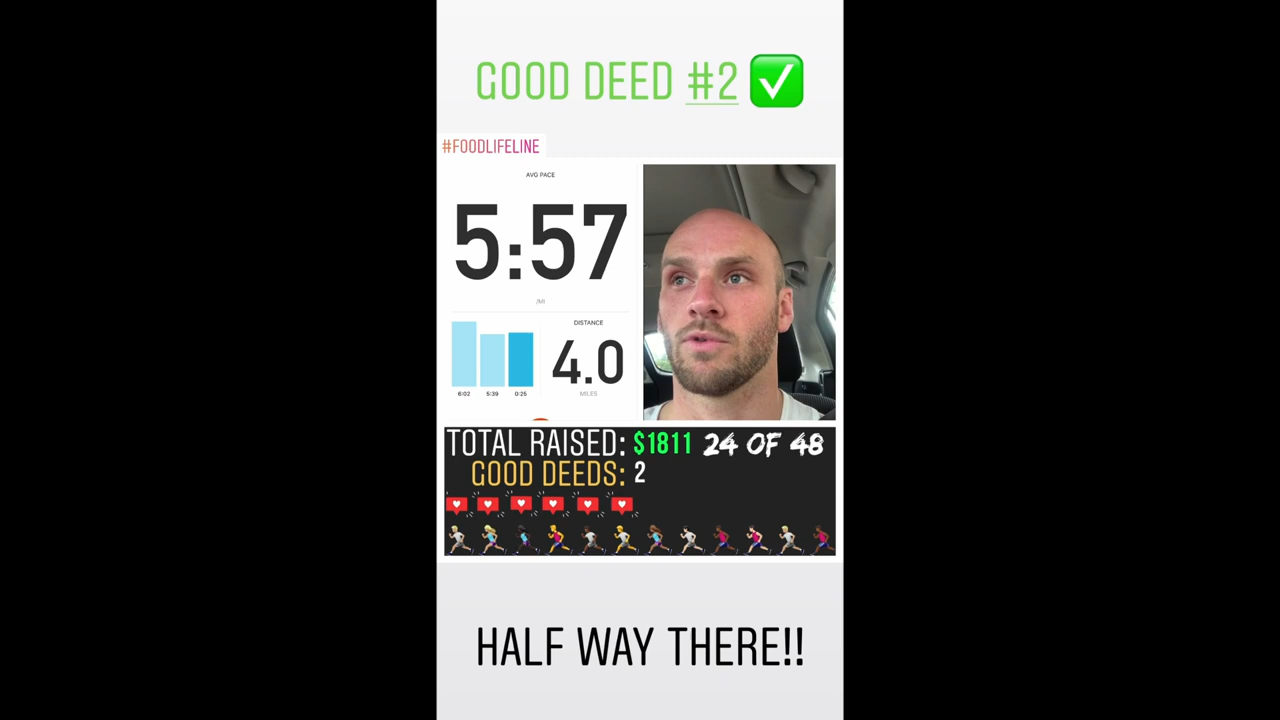 GOOD DEED #2
#FOODLIFELINE
AVG PACE
5:57
/MI
6:02 5:39 0:25
DISTANCE
4.0
MILES
TOTAL RAISED: $1811 24 OF 48
GOOD DEEDS: 2
HALF WAY THERE!!